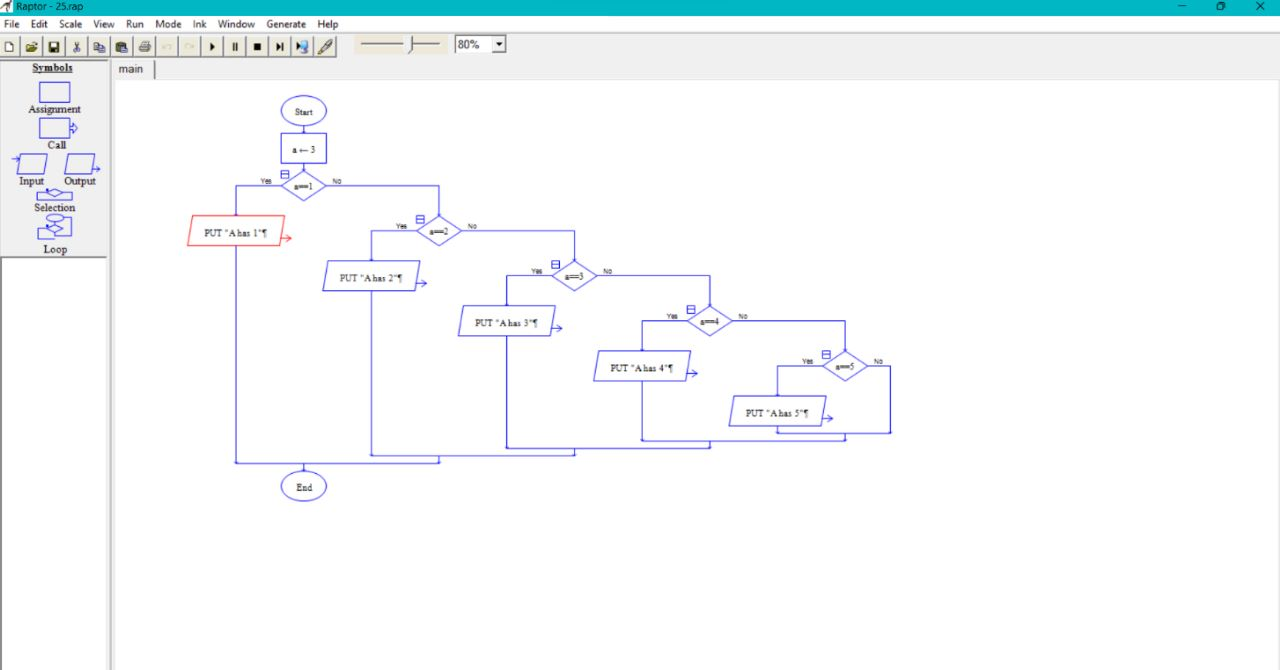 Raptor - 25.rap
File Edit Scale View Run Mode Ink Window Generate Help
80%
Symbols
main
Assignment
Call
Input Output
Selection
Loop
Start
a ← 3
Yes a==1 No
PUT "A has 1"¶
Yes a==2 No
PUT "A has 2"¶
Yes a==3 No
PUT "A has 3"¶
Yes a==4 No
PUT "A has 4"¶
Yes a==5 No
PUT "A has 5"¶
End